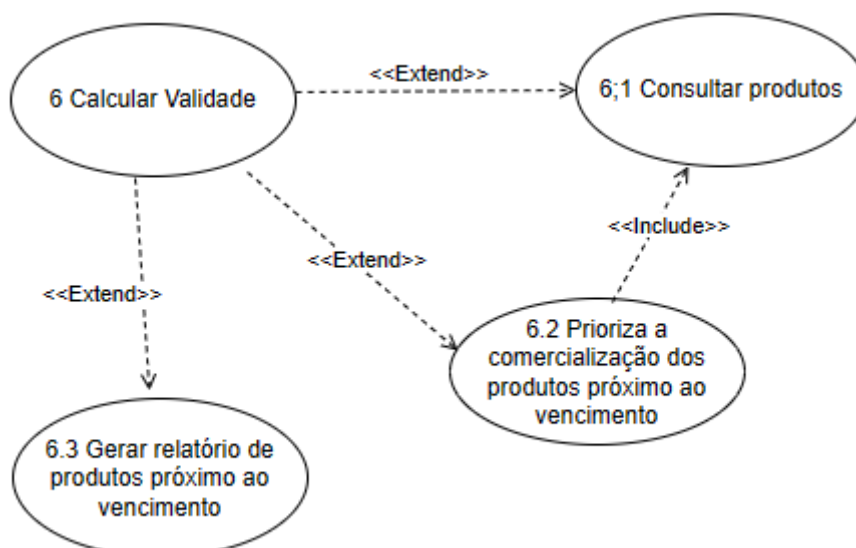 <<Extend>>
6 Calcular Validade
6;1 Consultar produtos
<<Include>>
<<Extend>>
<<Extend>>
6.2 Prioriza a
comercialização dos
produtos próximo ao
vencimento
6.3 Gerar relatório de
produtos próximo ao
vencimento